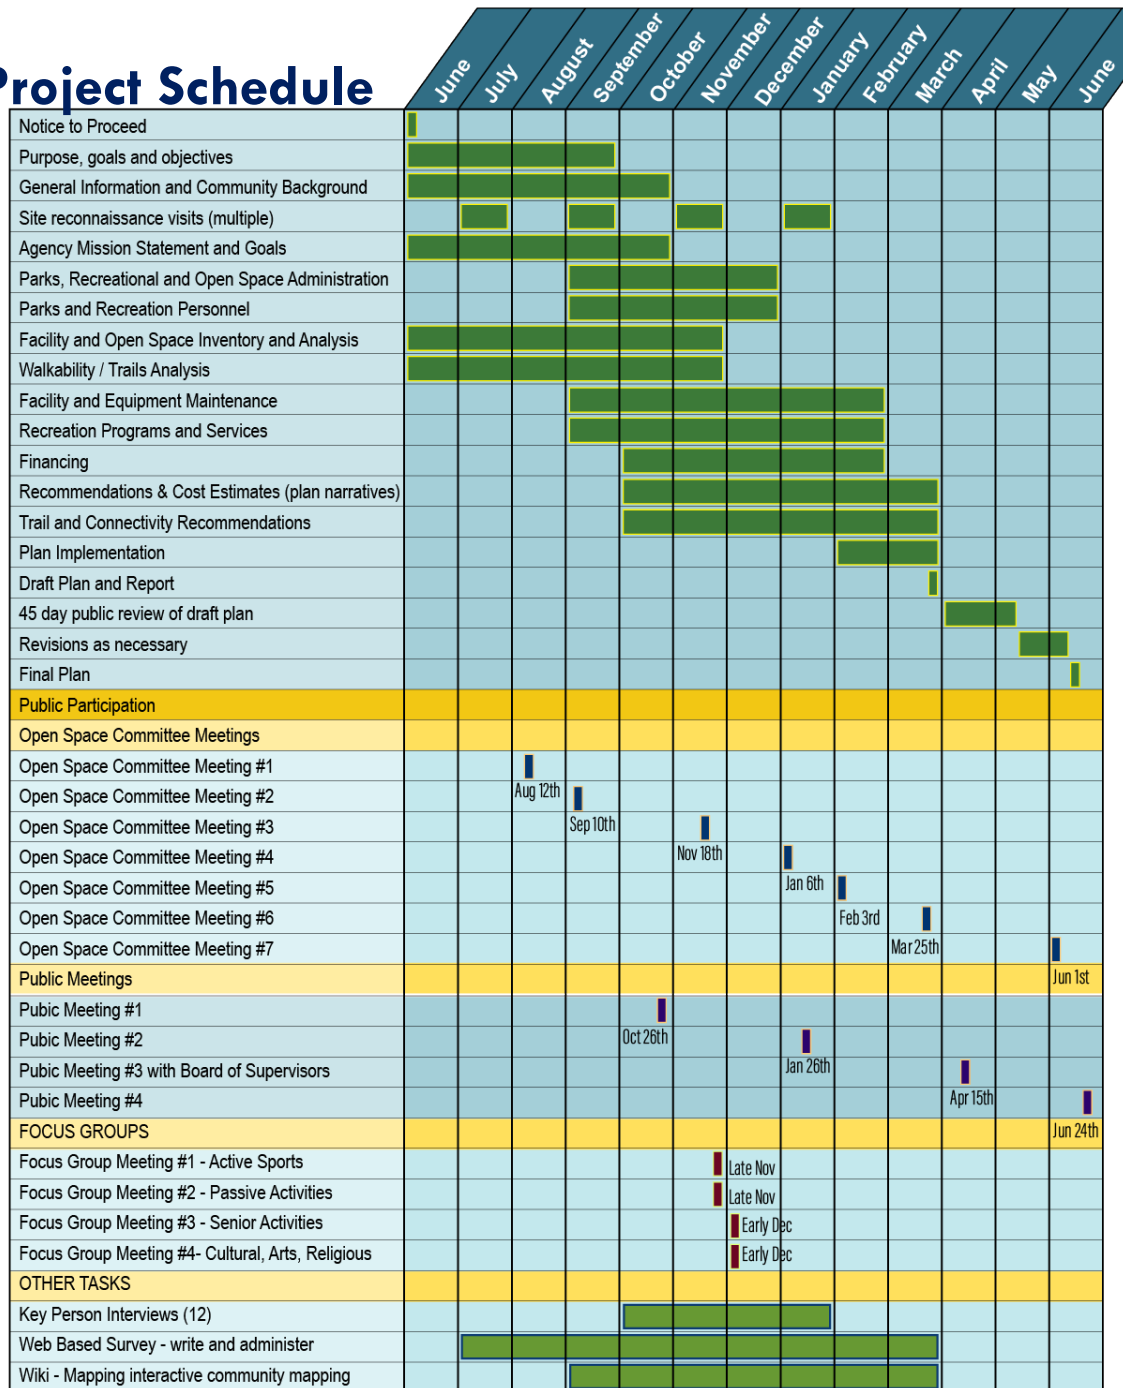 Project Schedule
June
July
August
September
October
November
December
January
February
March
April
May
June
Notice to Proceed
Purpose, goals and objectives
General Information and Community Background
Site reconnaissance visits (multiple)
Agency Mission Statement and Goals
Parks, Recreational and Open Space Administration
Parks and Recreation Personnel
Facility and Open Space Inventory and Analysis
Walkability / Trails Analysis
Facility and Equipment Maintenance
Recreation Programs and Services
Financing
Recommendations & Cost Estimates (plan narratives)
Trail and Connectivity Recommendations
Plan Implementation
Draft Plan and Report
45 day public review of draft plan
Revisions as necessary
Final Plan
Public Participation
Open Space Committee Meetings
Open Space Committee Meeting #1
Aug 12th
Open Space Committee Meeting #2
Sep 10th
Open Space Committee Meeting #3
Nov 18th
Open Space Committee Meeting #4
Jan 6th
Open Space Committee Meeting #5
Feb 3rd
Open Space Committee Meeting #6
Mar 25th
Open Space Committee Meeting #7
Public Meetings
Jun 1st
Pubic Meeting #1
Oct 26th
Pubic Meeting #2
Jan 26th
Pubic Meeting #3 with Board of Supervisors
Apr 15th
Pubic Meeting #4
FOCUS GROUPS
Jun 24th
Focus Group Meeting #1 - Active Sports
Late Nov
Focus Group Meeting #2 - Passive Activities
Late Nov
Focus Group Meeting #3 - Senior Activities
Early Dec
Focus Group Meeting #4- Cultural, Arts, Religious
Early Dec
OTHER TASKS
Key Person Interviews (12)
Web Based Survey - write and administer
Wiki - Mapping interactive community mapping